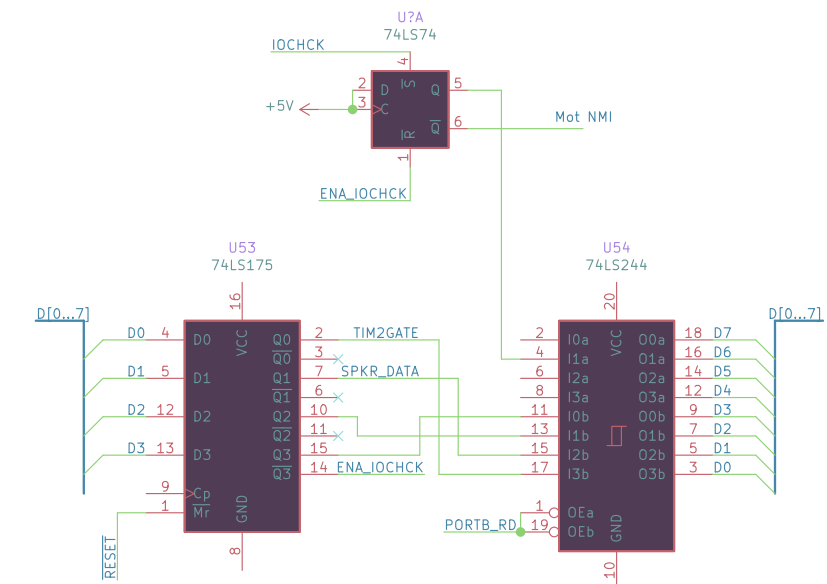 U?A
74LS74
IOCHCK
4
S
2 D Q 5
+5V 3 C
Q 6
Mot NMI
R
1
ENA_IOCHCK
U53
74LS175
U54
74LS244
16
20
D[0...7]
D[0...7]
VCC
VCC
D0 4 D0 Q0 2 TIM2GATE
Q0 3
D1 5 D1 Q1 7 SPKR_DATA
Q1 6
D2 12 D2 Q2 10
Q2 11
D3 13 D3 Q3 15
Q3 14 ENA_IOCHCK
9 Cp
1 Mr
GND
8
RESET
2 I0a O0a 18 D7
4 I1a O1a 16 D6
6 I2a O2a 14 D5
8 I3a O3a 12 D4
11 I0b O0b 9 D3
13 I1b O1b 7 D2
15 I2b O2b 5 D1
17 I3b O3b 3 D0
1 OEa
PORTB_RD 19 OEb
GND
10